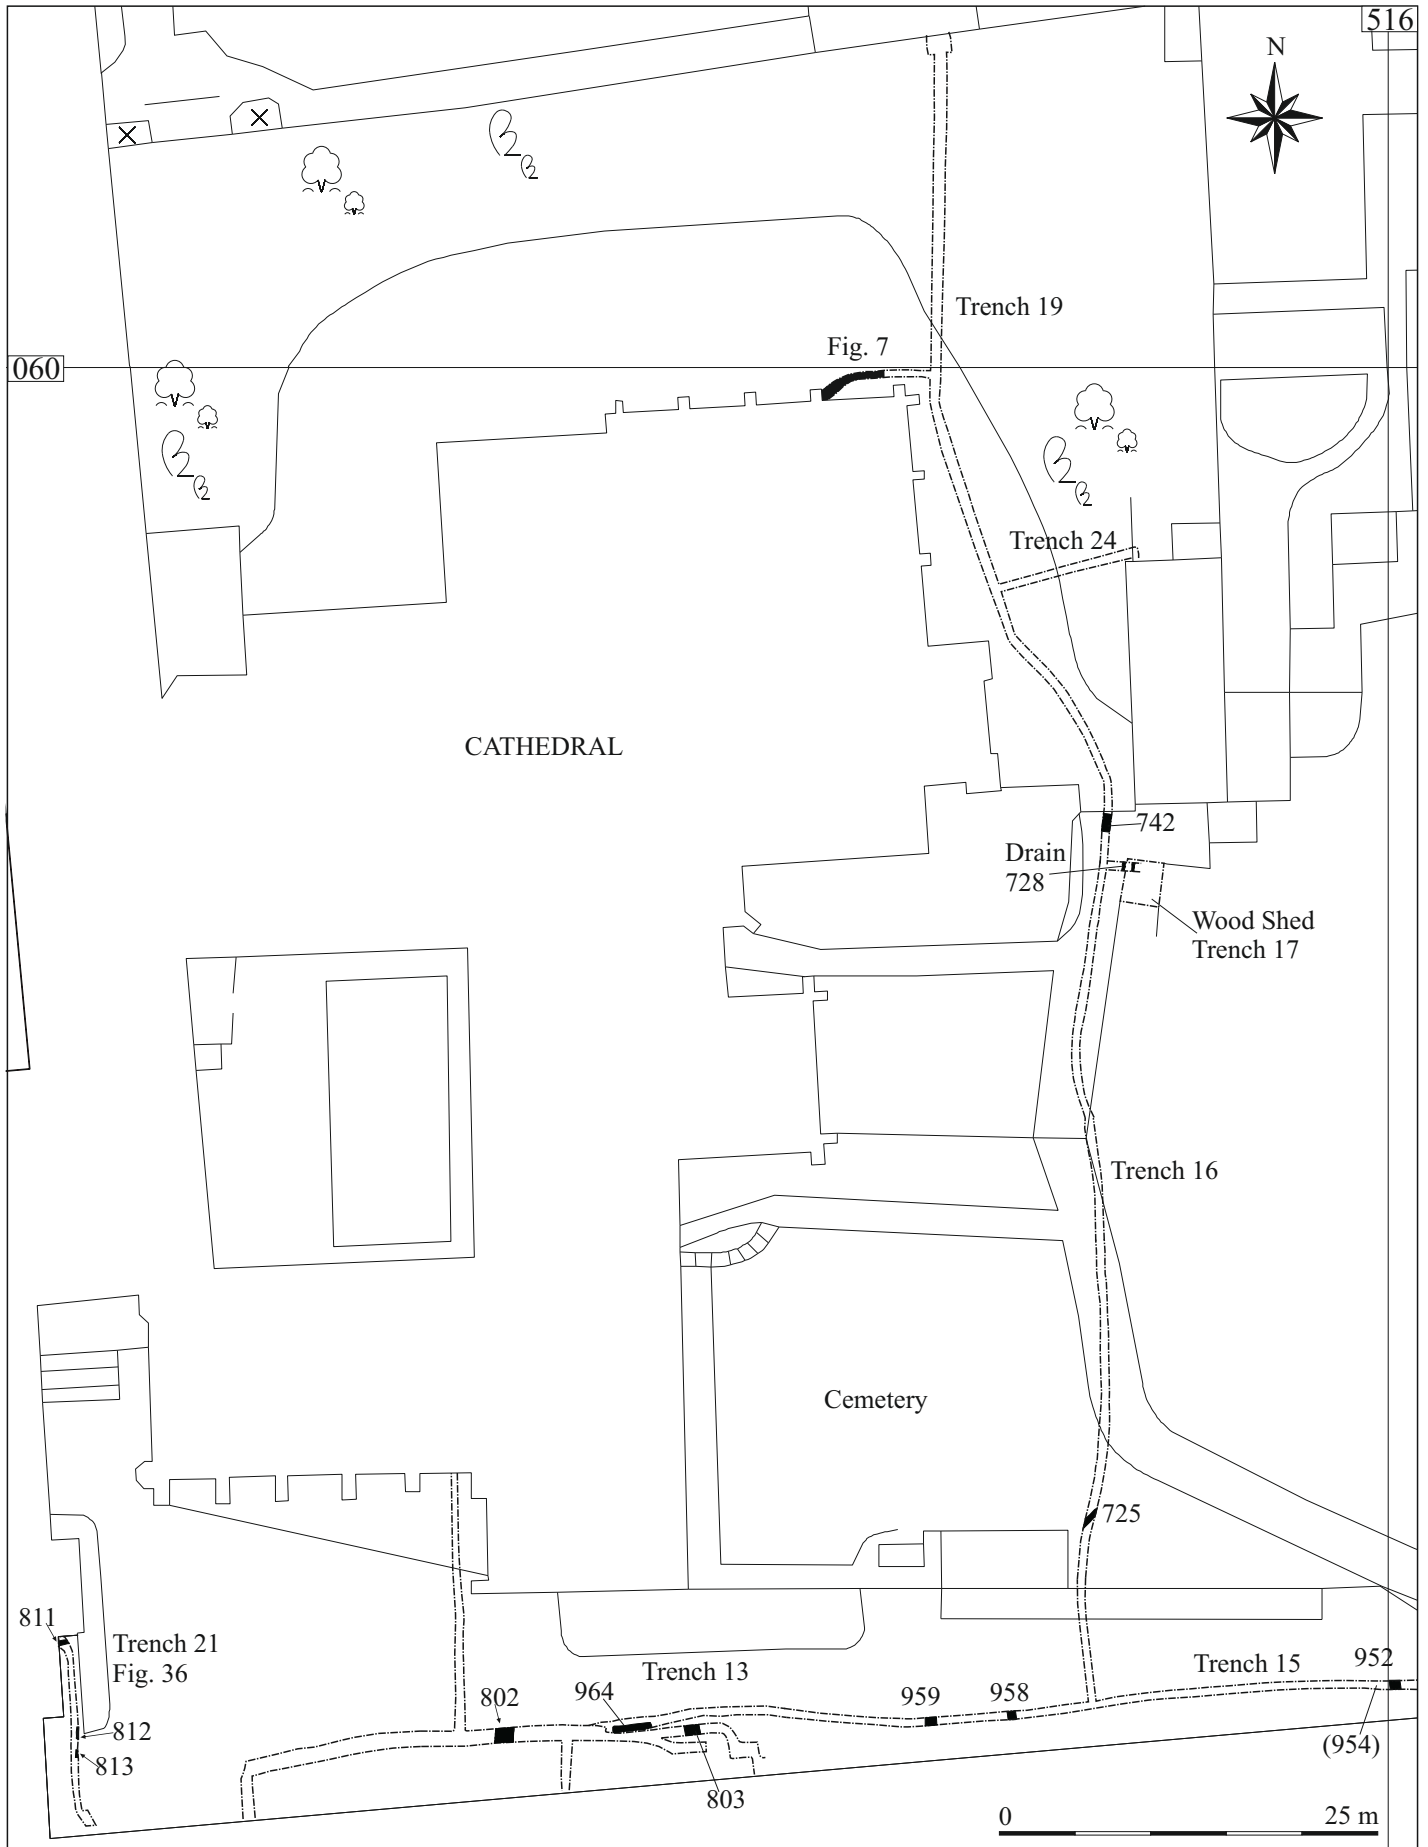 516
N
Trench 19
Fig. 7
060
Trench 24
CATHEDRAL
742
Drain
728
Wood Shed
Trench 17
Trench 16
Cemetery
725
811
Trench 21
Fig. 36
Trench 13
Trench 15
952
964
802
959
958
812
813
(954)
803
0
25 m